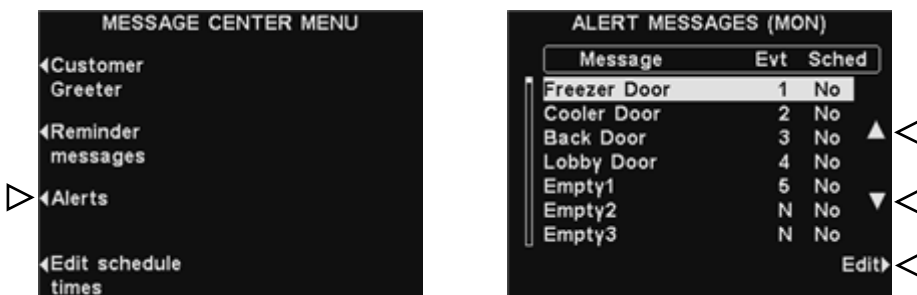 MESSAGE CENTER MENU
Customer
Greeter
Reminder
messages
Alerts
Edit schedule
times
ALERT MESSAGES (MON)
Message Evt Sched
Freezer Door 1 No
Cooler Door 2 No
Back Door 3 No
Lobby Door 4 No
Empty1 5 No
Empty2 N No
Empty3 N No
Edit